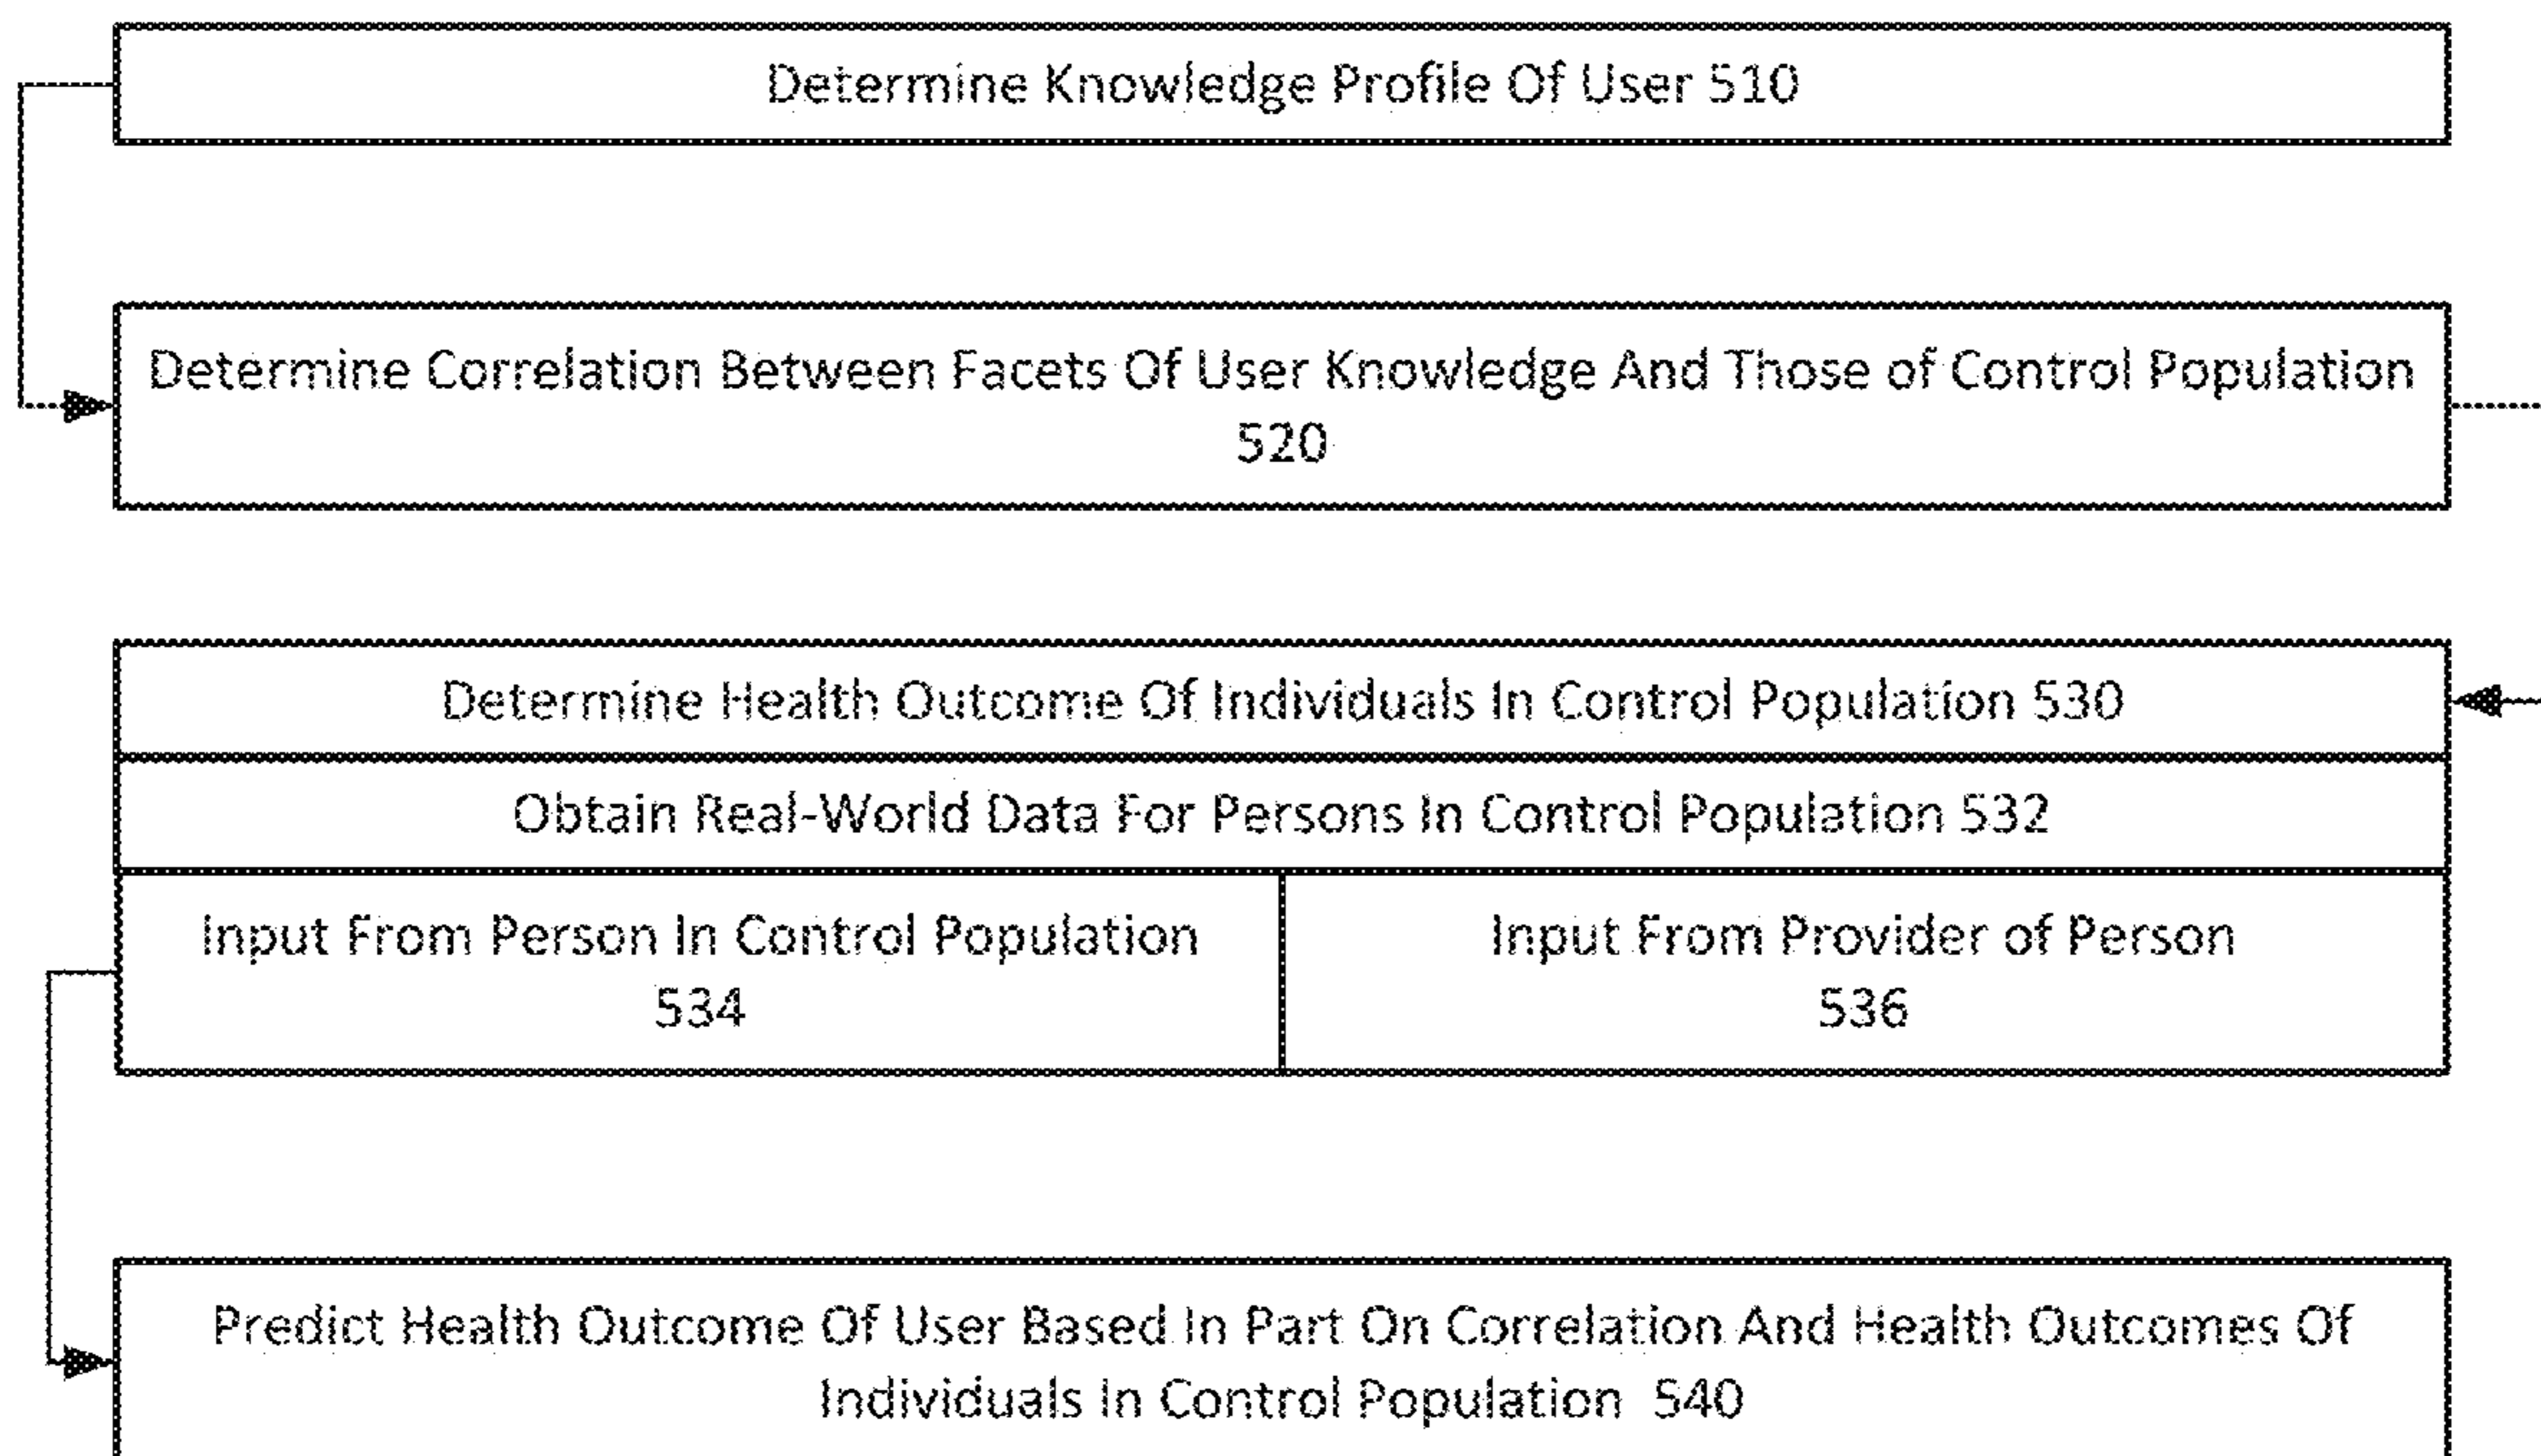 Determine Knowledge Profile Of User 510
Determine Correlation Between Facets Of User Knowledge And Those of Control Population
520
Determine Health Outcome Of Individuals In Control Population 530
Obtain Real-World Data For Persons In Control Population 532
Input From Person In Control Population
534
Input From Provider of Person
536
Predict Health Outcome Of User Based In Part On Correlation And Health Outcomes Of
Individuals In Control Population 540